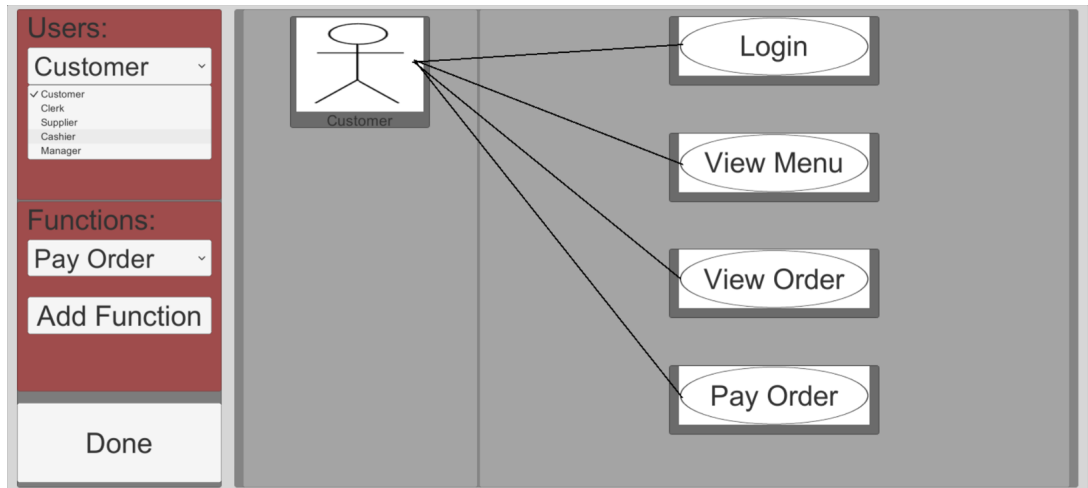 Users:
Customer
Customer
Clerk
Supplier
Cashier
Manager
Functions:
Pay Order
Add Function
Done
Customer
Login
View Menu
View Order
Pay Order